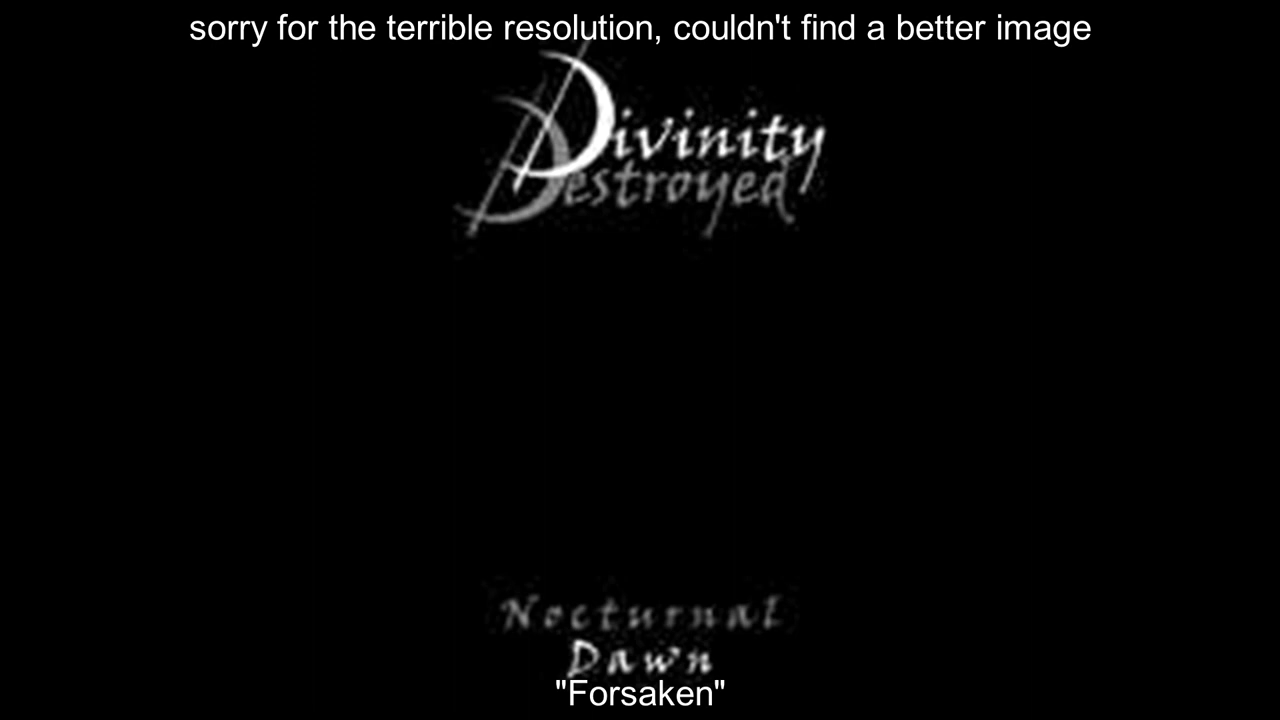 sorry for the terrible resolution, couldn't find a better image
Divinity
Destroyed
Nocturnal
Dawn
"Forsaken"